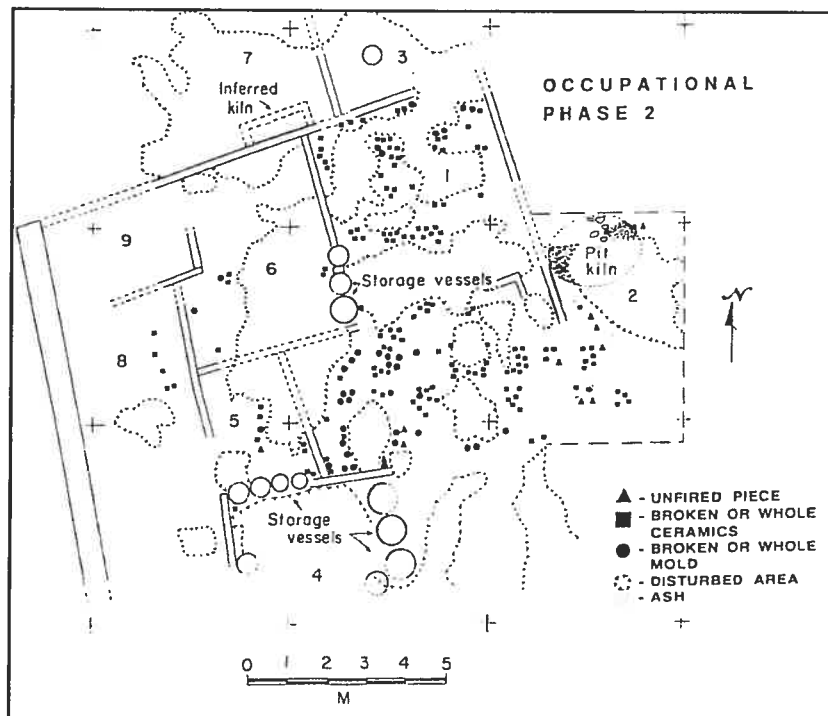 7
3
Inferred
kiln
OCCUPATIONAL
PHASE 2
1
9
6
Storage vessels
Pit
kiln
2
N
8
5
Storage
vessels
4
- UNFIRED PIECE
- BROKEN OR WHOLE
CERAMICS
- BROKEN OR WHOLE
MOLD
- DISTURBED AREA
- ASH
0 1 2 3 4 5
M